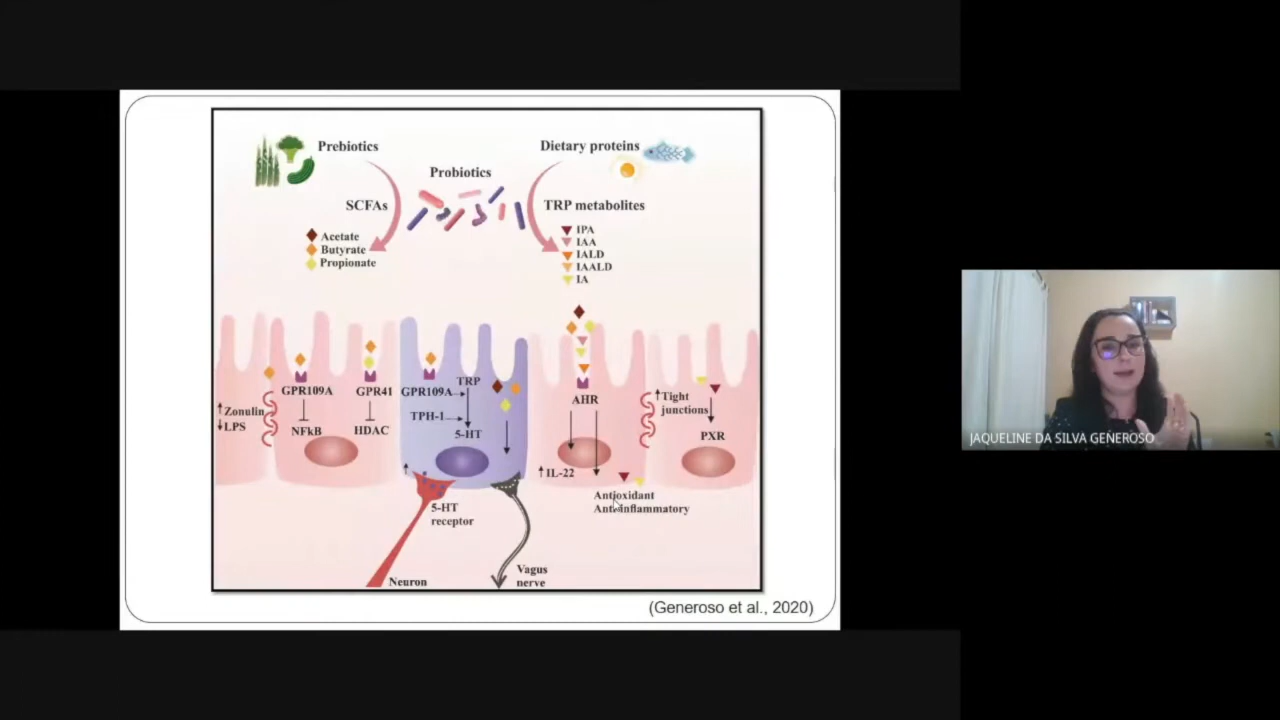 Prebiotics
Dietary proteins
Probiotics
SCFAs
TRP metabolites
Acetate
Butyrate
Propionate
IPA
IAA
IALD
IAALD
IA
GPR109A
GPR41
GPR109A
TRP
AHR
↑Tight
junctions
↑Zonulin
↓LPS
NFkB
HDAC
TPH-1
5-HT
PXR
↑
↑IL-22
Antioxidant
Anti-inflammatory
5-HT
receptor
Neuron
Vagus
nerve
(Generoso et al., 2020)
JAQUELINE DA SILVA GENEROSO